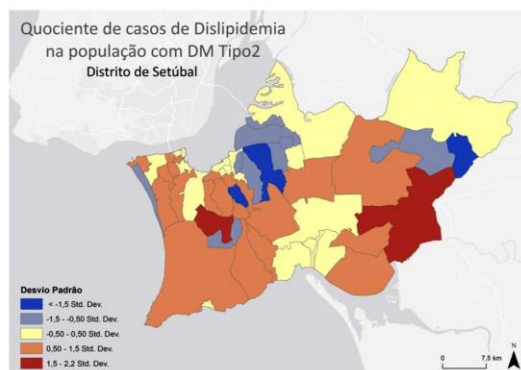 Quociente de casos de Dislipidemia
na população com DM Tipo2
Distrito de Setúbal
Desvio Padrão
< -1,5 Std. Dev.
-1,5 - -0,50 Std. Dev.
-0,50 - 0,50 Std. Dev.
0,50 - 1,5 Std. Dev.
1,5 - 2,2 Std. Dev.
0 7,5 km
N